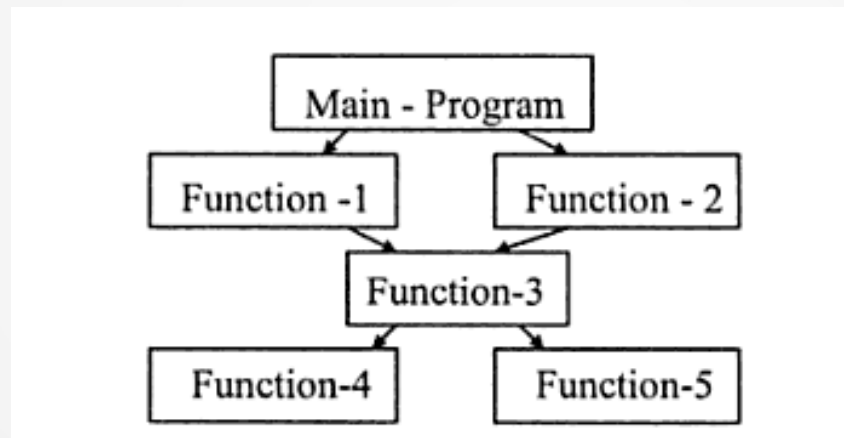 Main - Program
Function -1
Function - 2
Function-3
Function-4
Function-5